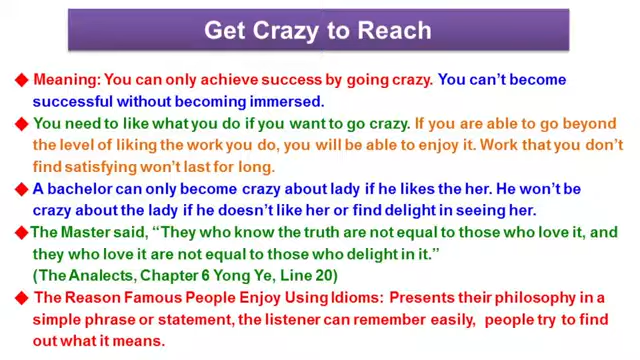 Get Crazy to Reach
Meaning: You can only achieve success by going crazy. You can't become
successful without becoming immersed.
You need to like what you do if you want to go crazy. If you are able to go beyond
the level of liking the work you do, you will be able to enjoy it. Work that you don't
find satisfying won't last for long.
A bachelor can only become crazy about lady if he likes the her. He won't be
crazy about the lady if he doesn't like her or find delight in seeing her.
The Master said, “They who know the truth are not equal to those who love it, and
they who love it are not equal to those who delight in it.”
(The Analects, Chapter 6 Yong Ye, Line 20)
The Reason Famous People Enjoy Using Idioms: Presents their philosophy in a
simple phrase or statement, the listener can remember easily, people try to find
out what it means.